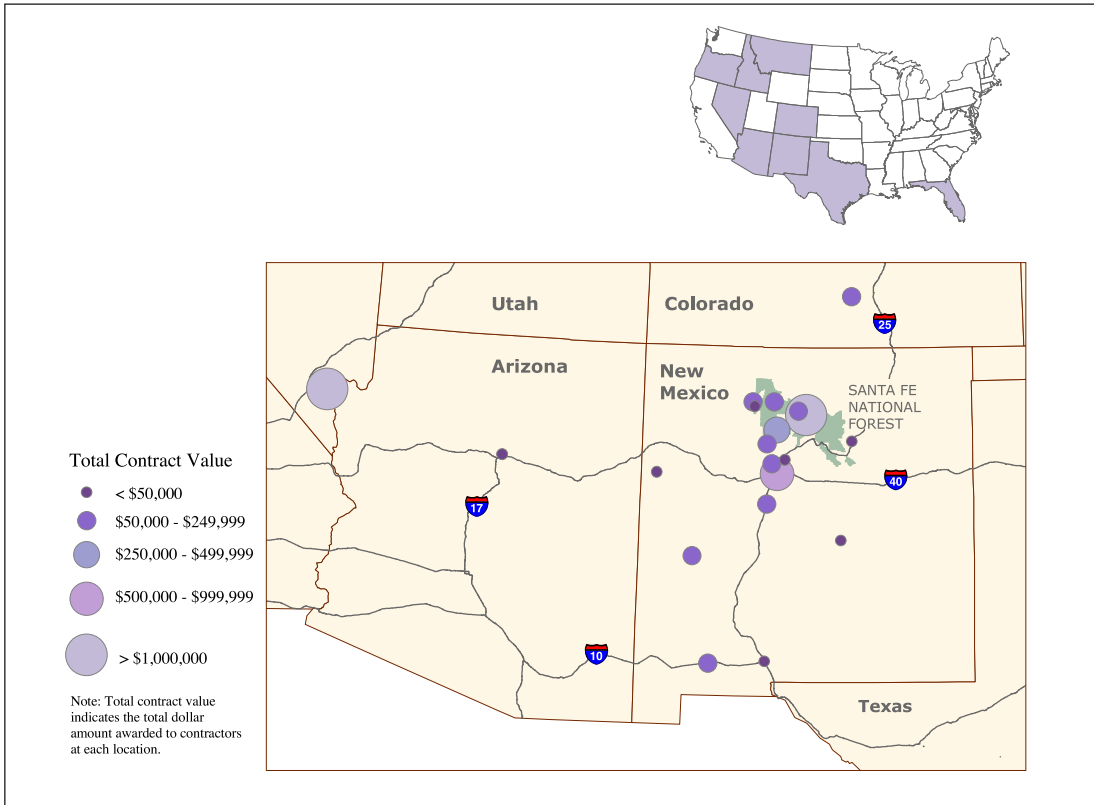 Utah
Colorado
25
Arizona
New
Mexico
SANTA FE
NATIONAL
FOREST
Total Contract Value
< $50,000
$50,000 - $249,999
$250,000 - $499,999
$500,000 - $999,999
> $1,000,000
Note: Total contract value
indicates the total dollar
amount awarded to contractors
at each location.
40
17
10
Texas